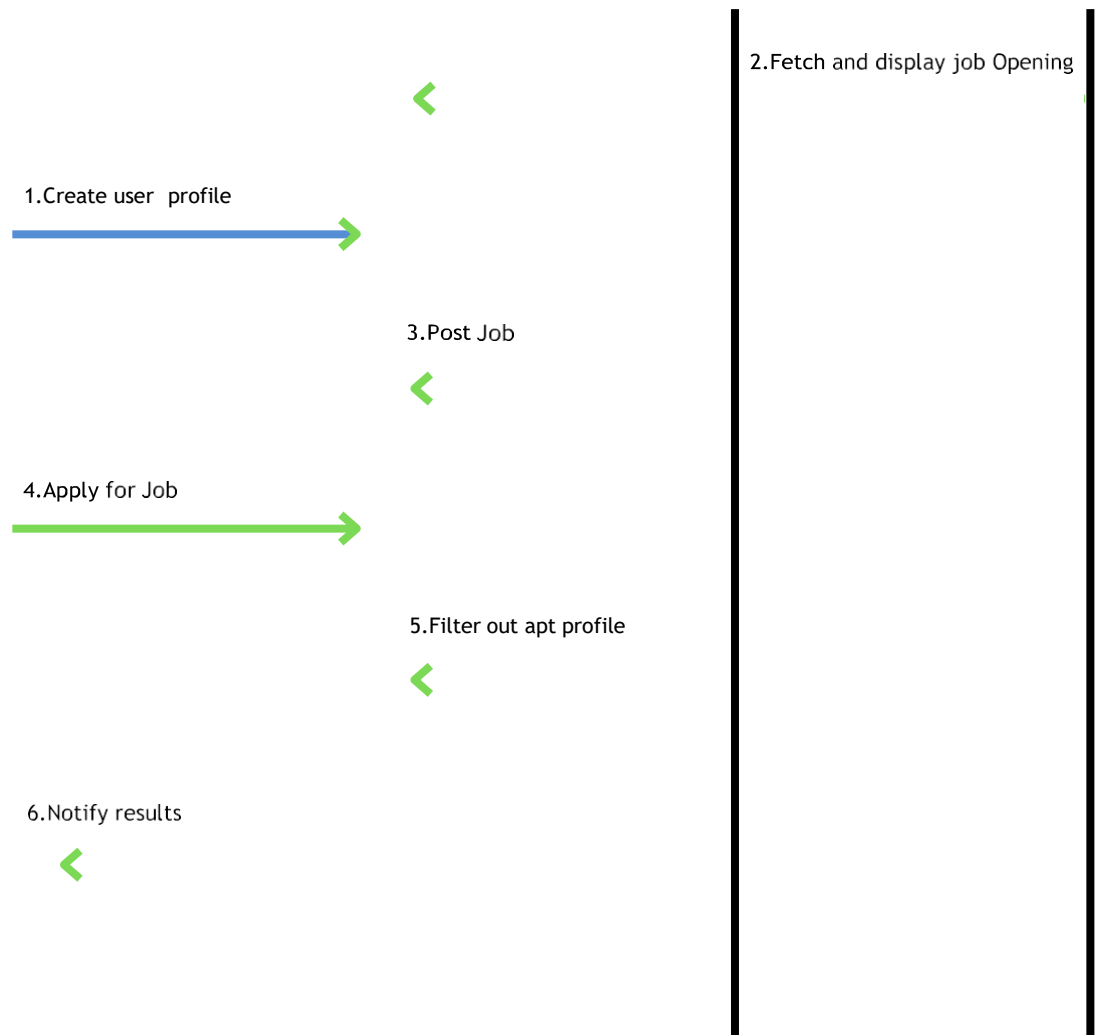 2.Fetch and display job Opening
1.Create user  profile
3.Post Job
4.Apply for Job
5.Filter out apt profile
6.Notify results